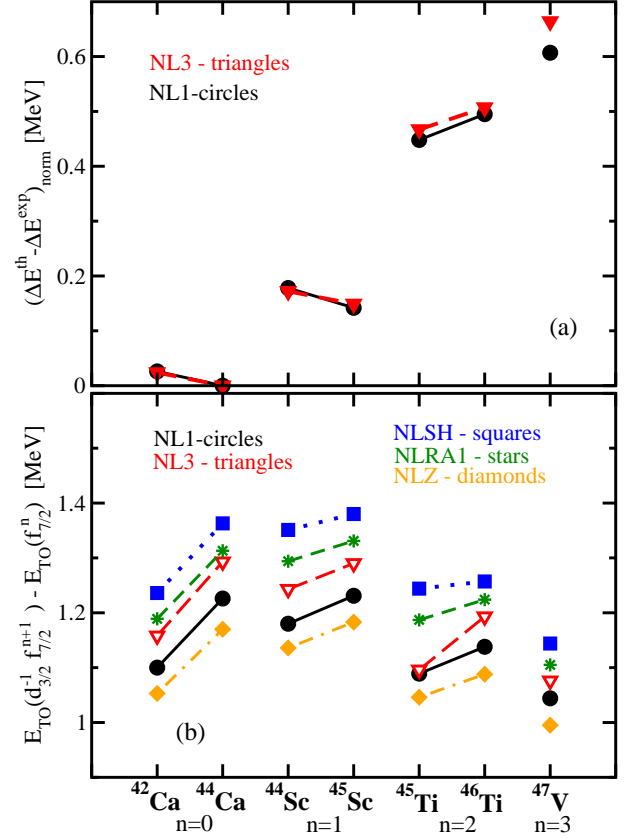 0.6
0.4
0.2
0
(ΔE^th-ΔE^exp)_norm [MeV]
NL3 - triangles
NL1-circles
(a)
NL1-circles
NL3 - triangles
NLSH - squares
NLRA1 - stars
NLZ - diamonds
1.4
1.2
1
E_TO(d_3/2^-1 f_7/2^n+1) - E_TO(f_7/2^n) [MeV]
(b)
^42Ca ^44Ca ^44Sc ^45Sc ^45Ti ^46Ti ^47V
n=0 n=1 n=2 n=3